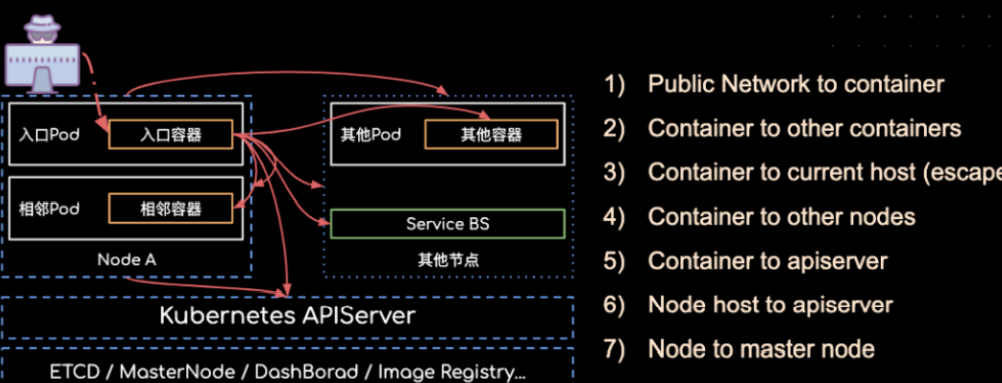 入口Pod
入口容器
相邻Pod
相邻容器
Node A
其他Pod
其他容器
Service BS
其他节点
Kubernetes APIServer
ETCD / MasterNode / DashBorad / Image Registry...
1) Public Network to container
2) Container to other containers
3) Container to current host (escape
4) Container to other nodes
5) Container to apiserver
6) Node host to apiserver
7) Node to master node